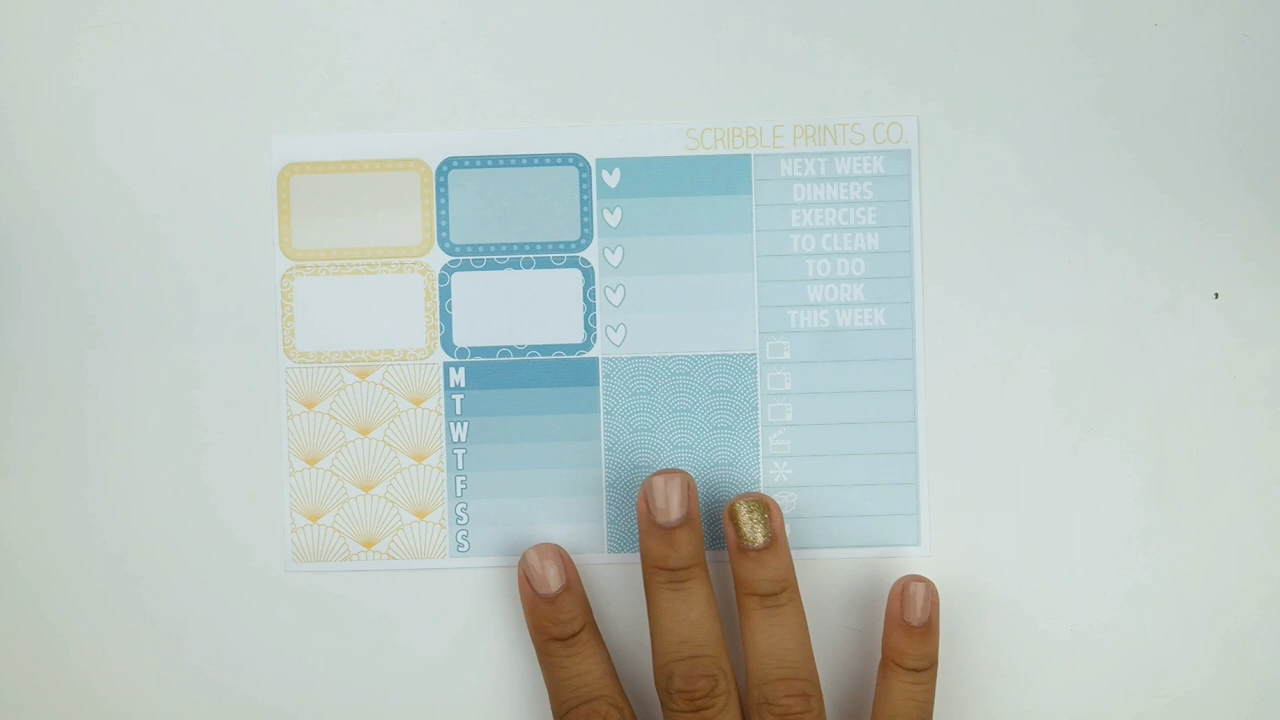 SCRIBBLE PRINTS CO.
NEXT WEEK
DINNERS
EXERCISE
TO CLEAN
TO DO
WORK
THIS WEEK
M
T
W
T
F
S
S